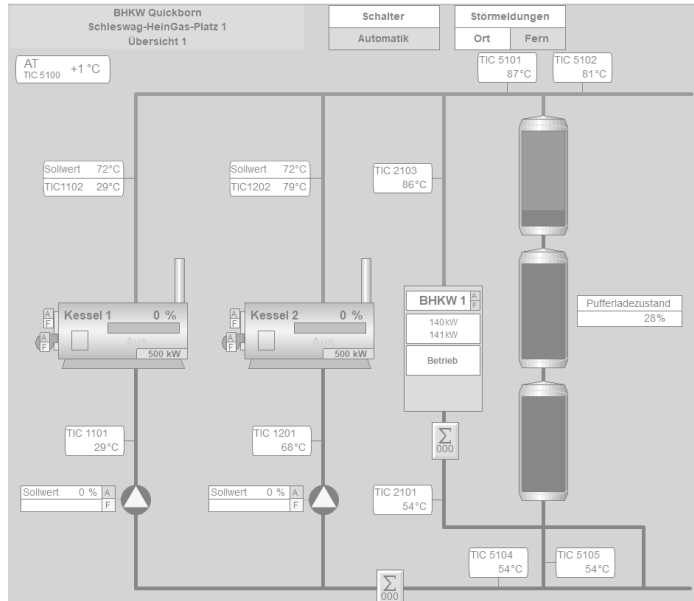 BHKW Quickborn
Schleswag-HeinGas-Platz 1
Übersicht 1
Schalter
Automatik
Störmeldungen
Ort Fern
AT
TIC 5100 +1 °C
TIC 5101
87°C
TIC 5102
81°C
Sollwert 72°C
TIC1102 29°C
Sollwert 72°C
TIC1202 79°C
TIC 2103
86°C
Kessel 1 0 %
A
F
A
F
Aus
500 kW
Kessel 2 0 %
A
F
A
F
Aus
500 kW
BHKW 1
A
F
140kW
141kW
Betrieb
Pufferladezustand
28%
TIC 1101
29°C
TIC 1201
68°C
Σ
000
Sollwert 0 % A
F
Sollwert 0 % A
F
TIC 2101
54°C
TIC 5104
54°C
TIC 5105
54°C
Σ
000